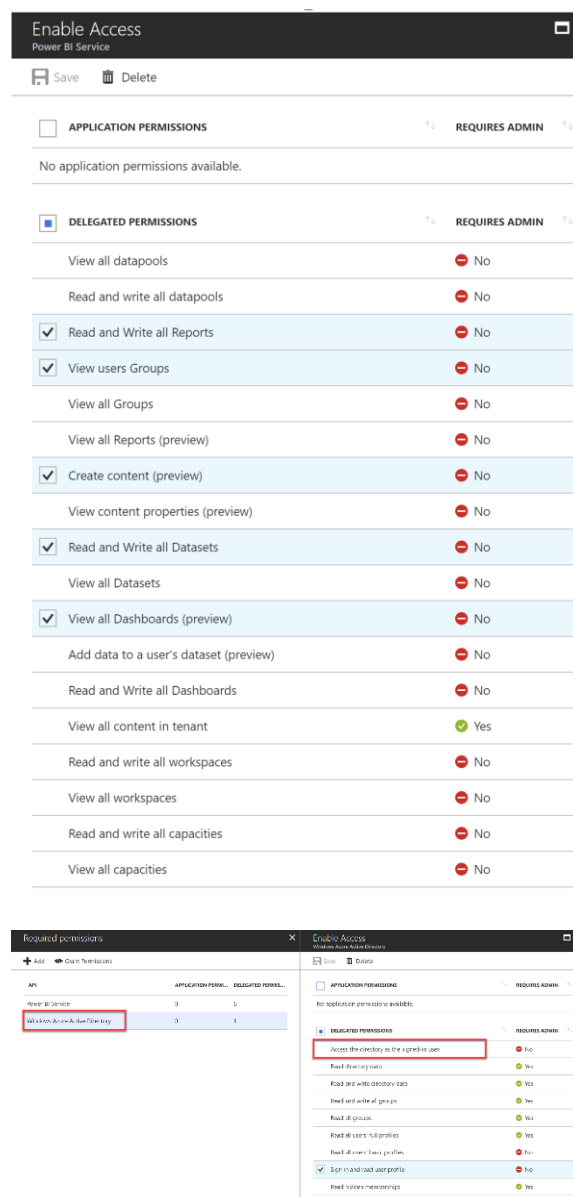 Enable Access
Power BI Service
Save Delete
APPLICATION PERMISSIONS REQUIRES ADMIN
No application permissions available.
DELEGATED PERMISSIONS REQUIRES ADMIN
View all datapools No
Read and write all datapools No
Read and Write all Reports No
View users Groups No
View all Groups No
View all Reports (preview) No
Create content (preview) No
View content properties (preview) No
Read and Write all Datasets No
View all Datasets No
View all Dashboards (preview) No
Add data to a user's dataset (preview) No
Read and Write all Dashboards No
View all content in tenant Yes
Read and write all workspaces No
View all workspaces No
Read and write all capacities No
View all capacities No
Required permissions
Add Grant Permissions
API APPLICATION PERMI... DELEGATED PERMIS...
Power BI Service 0 5
Windows Azure Active Directory 0 1
Enable Access
Windows Azure Active Directory
Save Delete
APPLICATION PERMISSIONS REQUIRES ADMIN
No application permissions available.
DELEGATED PERMISSIONS REQUIRES ADMIN
Access the directory as the signed-in user No
Read directory data Yes
Read and write directory data Yes
Read and write all groups Yes
Read all groups Yes
Read all users' full profiles Yes
Read all users' basic profiles No
Sign in and read user profile No
Read hidden memberships Yes